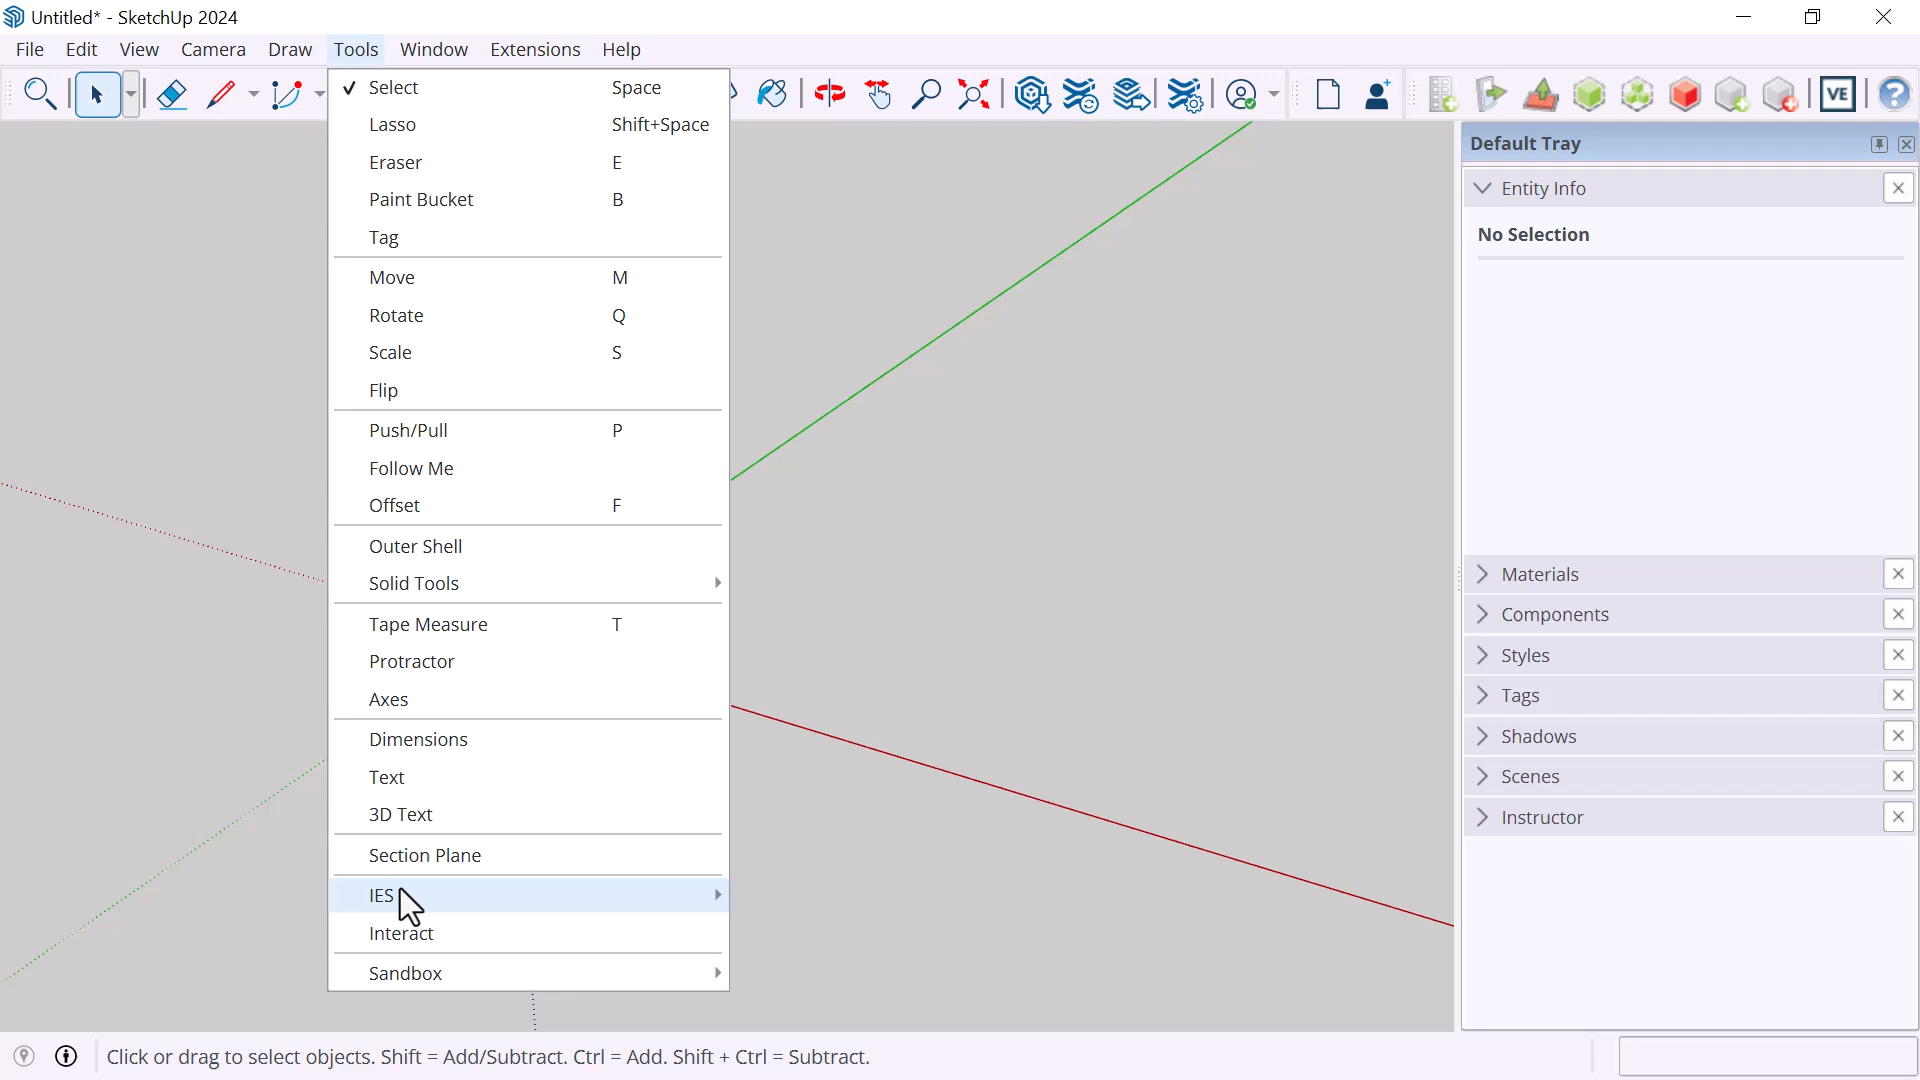 Untitled* - SketchUp 2024
File Edit View Camera Draw Tools Window Extensions Help
Select Space
Lasso Shift+Space
Eraser E
Paint Bucket B
Tag
Move M
Rotate Q
Scale S
Flip
Push/Pull P
Follow Me
Offset F
Outer Shell
Solid Tools
Tape Measure T
Protractor
Axes
Dimensions
Text
3D Text
Section Plane
IES
Interact
Sandbox
VE
?
Default Tray
Entity Info
No Selection
Materials
Components
Styles
Tags
Shadows
Scenes
Instructor
Click or drag to select objects. Shift = Add/Subtract. Ctrl = Add. Shift + Ctrl = Subtract.